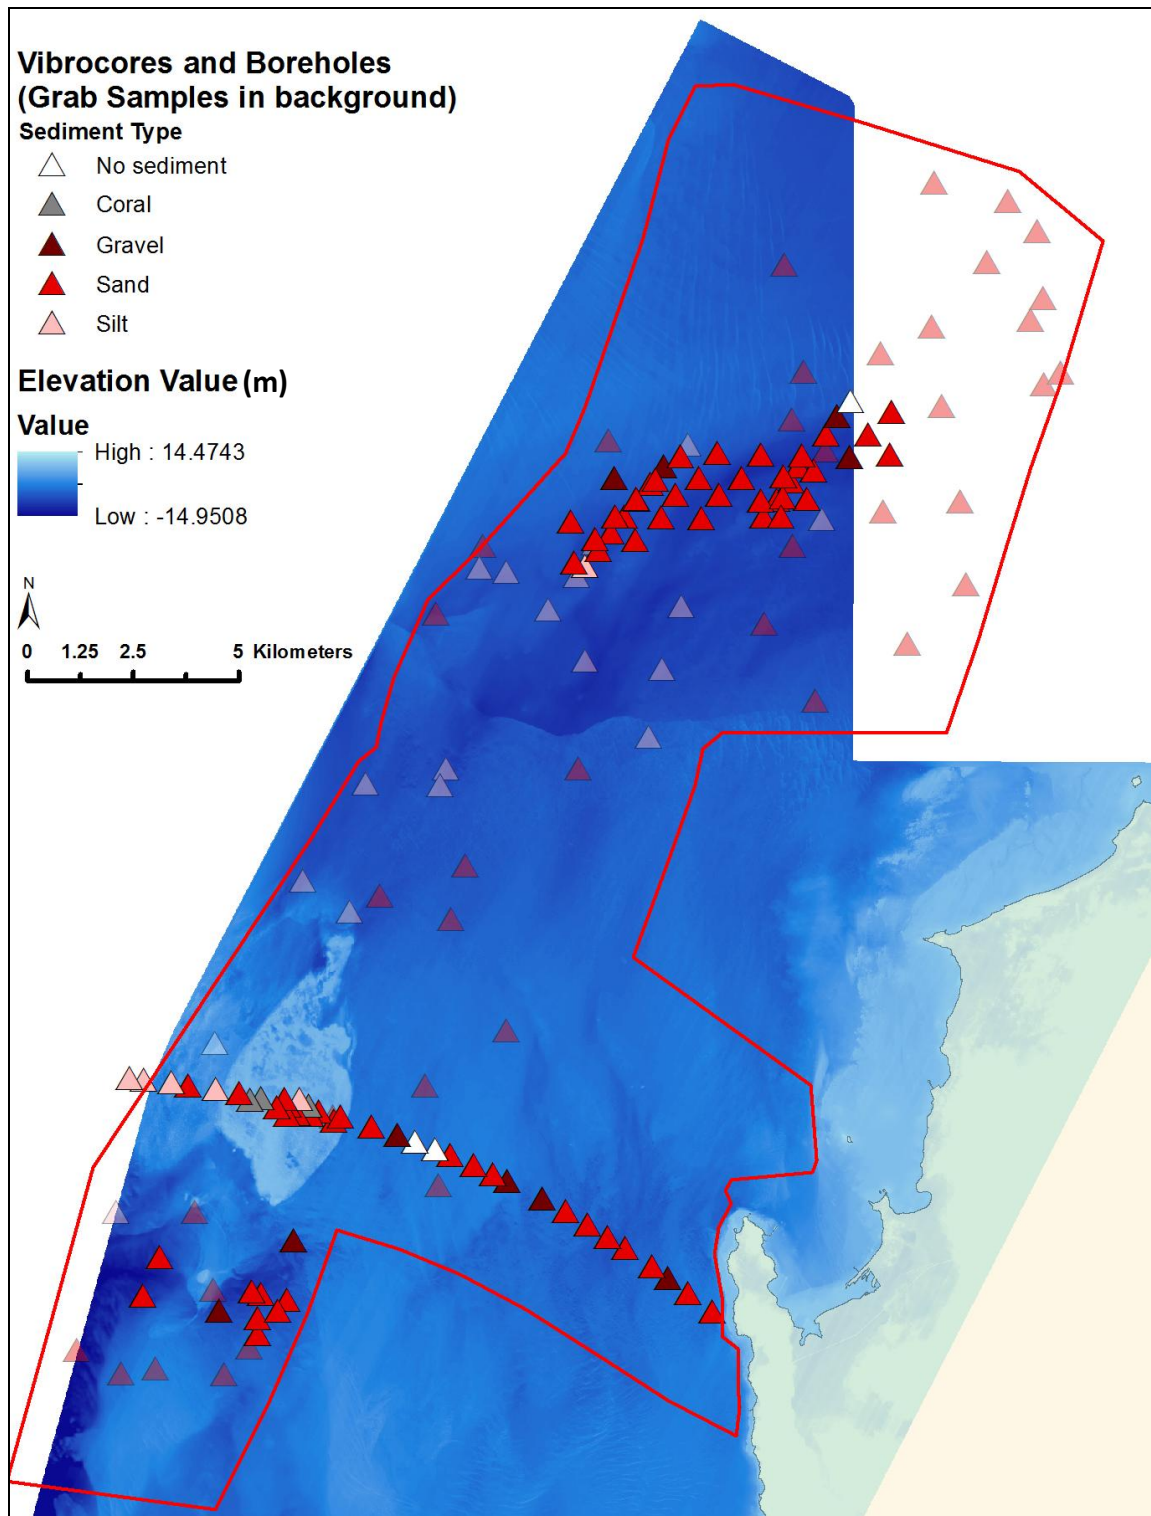 Vibrocores and Boreholes
(Grab Samples in background)
Sediment Type
No sediment
Coral
Gravel
Sand
Silt
Elevation Value (m)
Value
High : 14.4743
Low : -14.9508
N
0 1.25 2.5 5 Kilometers